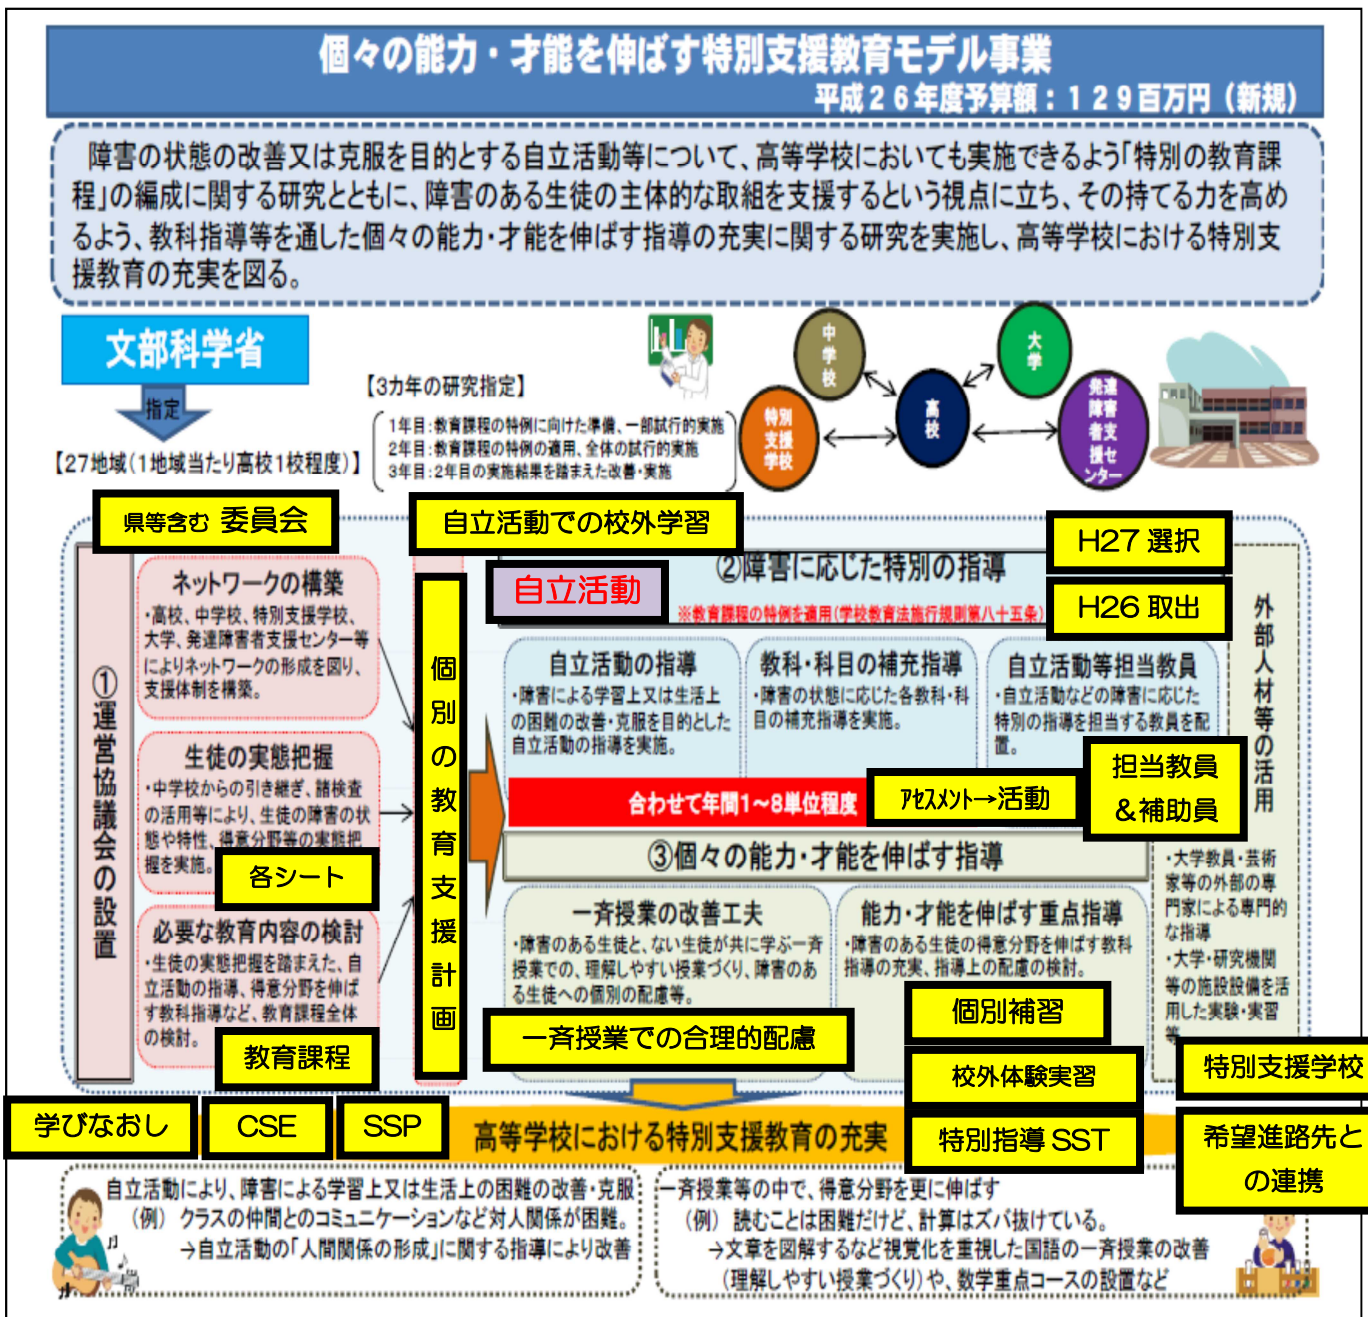 個々の能力・才能を伸ばす特別支援教育モデル事業
平成26年度予算額：129百万円（新規）
障害の状態の改善又は克服を目的とする自立活動等について、高等学校においても実施できるよう「特別の教育課
程」の編成に関する研究とともに、障害のある生徒の主体的な取組を支援するという視点に立ち、その持てる力を高め
るよう、教科指導等を通した個々の能力・才能を伸ばす指導の充実に関する研究を実施し、高等学校における特別支
援教育の充実を図る。
文部科学省
指定
【27地域（1地域当たり高校1校程度）】
【3カ年の研究指定】
1年目：教育課程の特例に向けた準備、一部試行的実施
2年目：教育課程の特例の適用、全体の試行的実施
3年目：2年目の実施結果を踏まえた改善・実施
中学校
大学
特別支援学校
高校
発達障害者支援センター
県等含む 委員会
自立活動での校外学習
H27 選択
H26 取出
①運営協議会の設置
ネットワークの構築
・高校、中学校、特別支援学校、
大学、発達障害者支援センター等
によりネットワークの形成を図り、
支援体制を構築。
生徒の実態把握
・中学校からの引き継ぎ、諸検査
の活用等により、生徒の障害の状
態や特性、得意分野等の実態把
握を実施。
各シート
必要な教育内容の検討
・生徒の実態把握を踏まえた、自
立活動の指導、得意分野を伸ば
す教科指導など、教育課程全体
の検討。
教育課程
個別の教育支援計画
②障害に応じた特別の指導
自立活動
※教育課程の特例を適用（学校教育法施行規則第八十五条）
自立活動の指導
・障害による学習上又は生活上
の困難の改善・克服を目的とした
自立活動の指導を実施。
教科・科目の補充指導
・障害の状態に応じた各教科・科
目の補充指導を実施。
自立活動等担当教員
・自立活動などの障害に応じた
特別の指導を担当する教員を配
置。
合わせて年間1～8単位程度
ｱｾｽﾒﾝﾄ→活動
担当教員
＆補助員
③個々の能力・才能を伸ばす指導
一斉授業の改善工夫
・障害のある生徒と、ない生徒が共に学ぶ一斉
授業での、理解しやすい授業づくり、障害のあ
る生徒への個別の配慮等。
一斉授業での合理的配慮
能力・才能を伸ばす重点指導
・障害のある生徒の得意分野を伸ばす教科
指導の充実、指導上の配慮の検討。
個別補習
校外体験実習
特別指導 SST
外部人材等の活用
・大学教員・芸術
家等の外部の専
門家による専門的
な指導
・大学・研究機関
等の施設設備を活
用した実験・実習
等
特別支援学校
希望進路先と
の連携
学びなおし
CSE
SSP
高等学校における特別支援教育の充実
自立活動により、障害による学習上又は生活上の困難の改善・克服
（例） クラスの仲間とのコミュニケーションなど対人関係が困難。
→自立活動の「人間関係の形成」に関する指導により改善
一斉授業等の中で、得意分野を更に伸ばす
（例） 読むことは困難だけど、計算はズバ抜けている。
→文章を図解するなど視覚化を重視した国語の一斉授業の改善
（理解しやすい授業づくり）や、数学重点コースの設置など